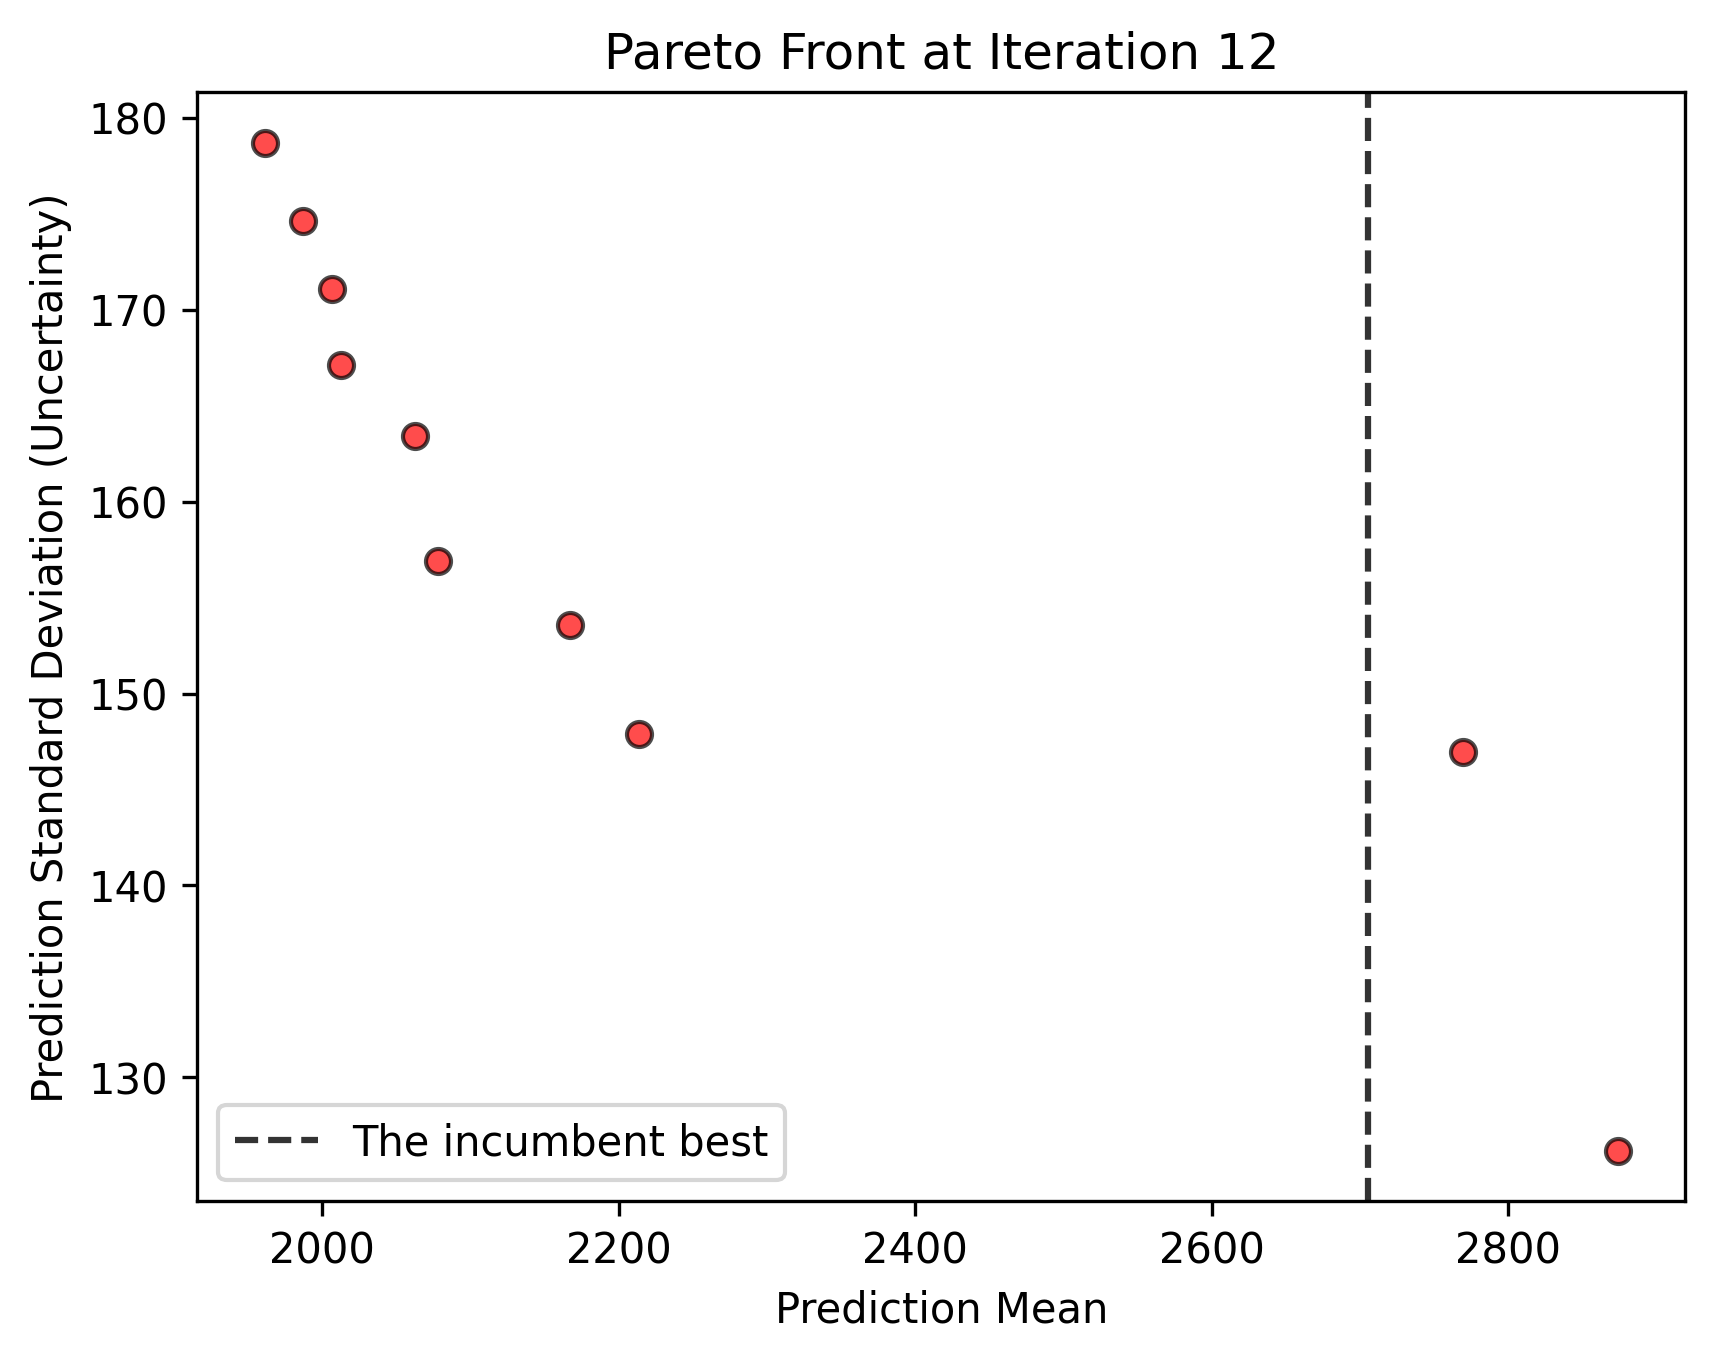 Pareto Front at Iteration 12
Prediction Standard Deviation (Uncertainty)
180
170
160
150
140
130
The incumbent best
2000 2200 2400 2600 2800
Prediction Mean